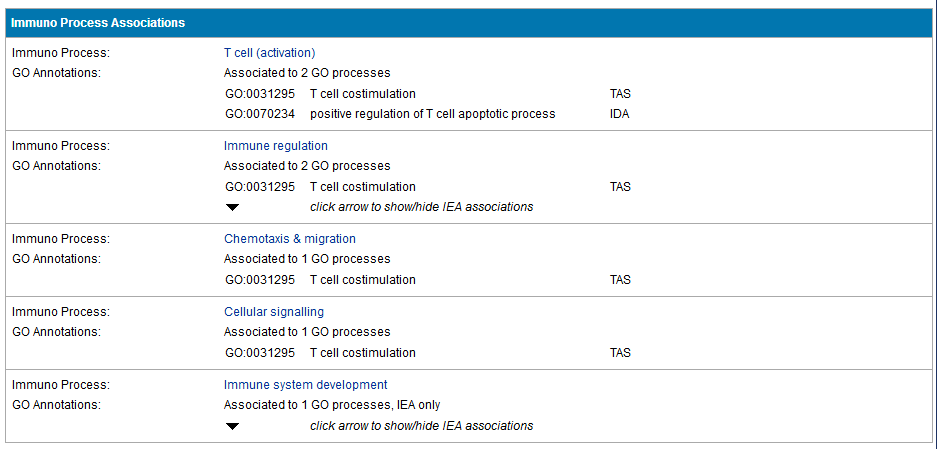 Immuno Process Associations
Immuno Process: T cell (activation)
GO Annotations: Associated to 2 GO processes
GO:0031295 T cell costimulation TAS
GO:0070234 positive regulation of T cell apoptotic process IDA
Immuno Process: Immune regulation
GO Annotations: Associated to 2 GO processes
GO:0031295 T cell costimulation TAS
click arrow to show/hide IEA associations
Immuno Process: Chemotaxis & migration
GO Annotations: Associated to 1 GO processes
GO:0031295 T cell costimulation TAS
Immuno Process: Cellular signalling
GO Annotations: Associated to 1 GO processes
GO:0031295 T cell costimulation TAS
Immuno Process: Immune system development
GO Annotations: Associated to 1 GO processes, IEA only
click arrow to show/hide IEA associations